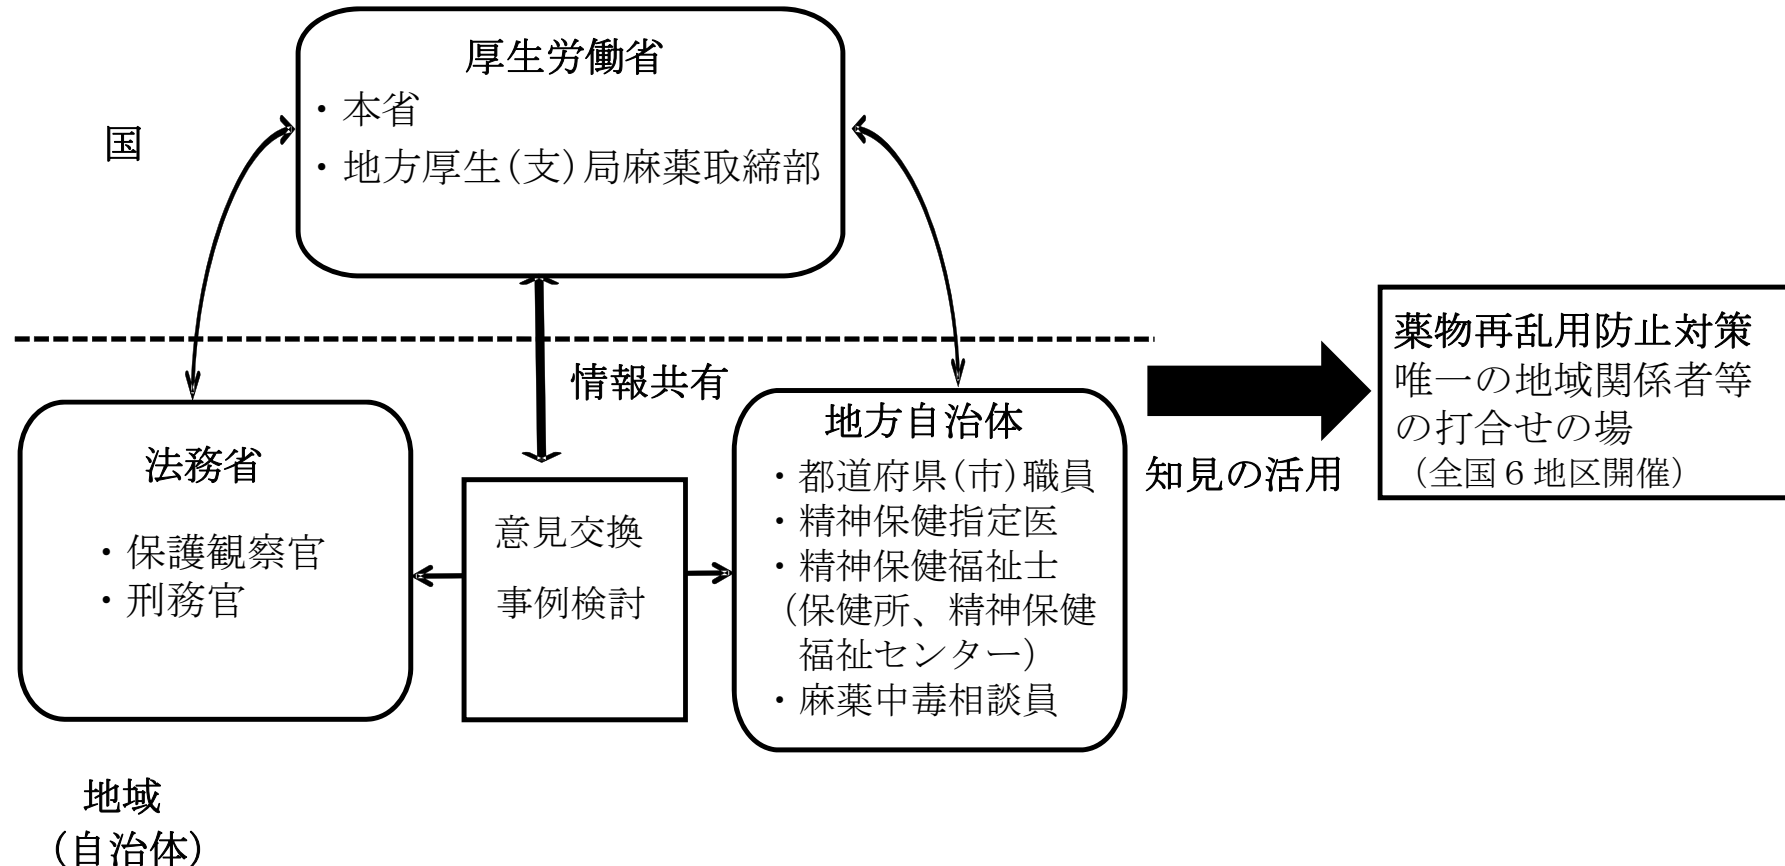 厚生労働省
・本省
・地方厚生(支)局麻薬取締部
国
情報共有
法務省
・保護観察官
・刑務官
意見交換
事例検討
地方自治体
・都道府県(市)職員
・精神保健指定医
・精神保健福祉士
(保健所、精神保健
福祉センター)
・麻薬中毒相談員
知見の活用
薬物再乱用防止対策
唯一の地域関係者等
の打合せの場
(全国6地区開催)
地域
(自治体)